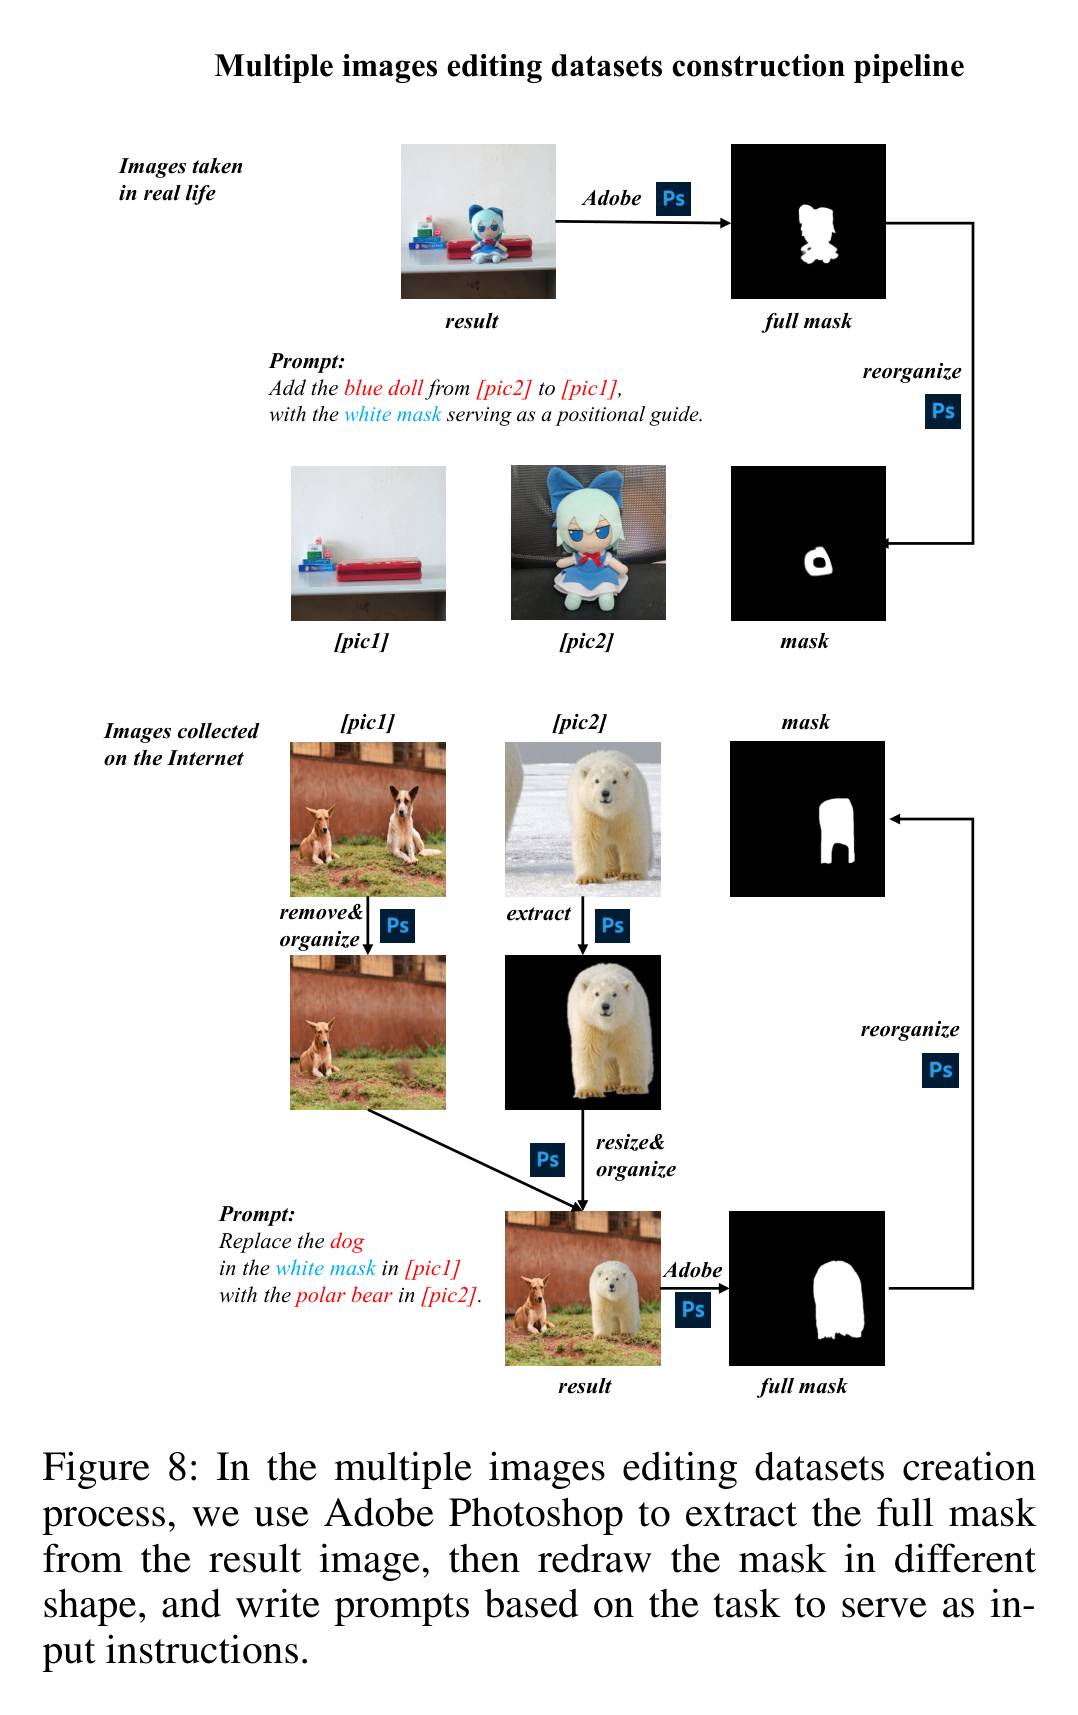 Multiple images editing datasets construction pipeline
Images taken
in real life
Adobe Ps
result
full mask
Prompt:
Add the blue doll from [pic2] to [pic1],
with the white mask serving as a positional guide.
reorganize
Ps
[pic1]
[pic2]
mask
Images collected
on the Internet
[pic1]
[pic2]
mask
remove&
organize
Ps
extract
Ps
reorganize
Ps
Ps
resize&
organize
Prompt:
Replace the dog
in the white mask in [pic1]
with the polar bear in [pic2].
Adobe
Ps
result
full mask
Figure 8: In the multiple images editing datasets creation
process, we use Adobe Photoshop to extract the full mask
from the result image, then redraw the mask in different
shape, and write prompts based on the task to serve as in-
put instructions.